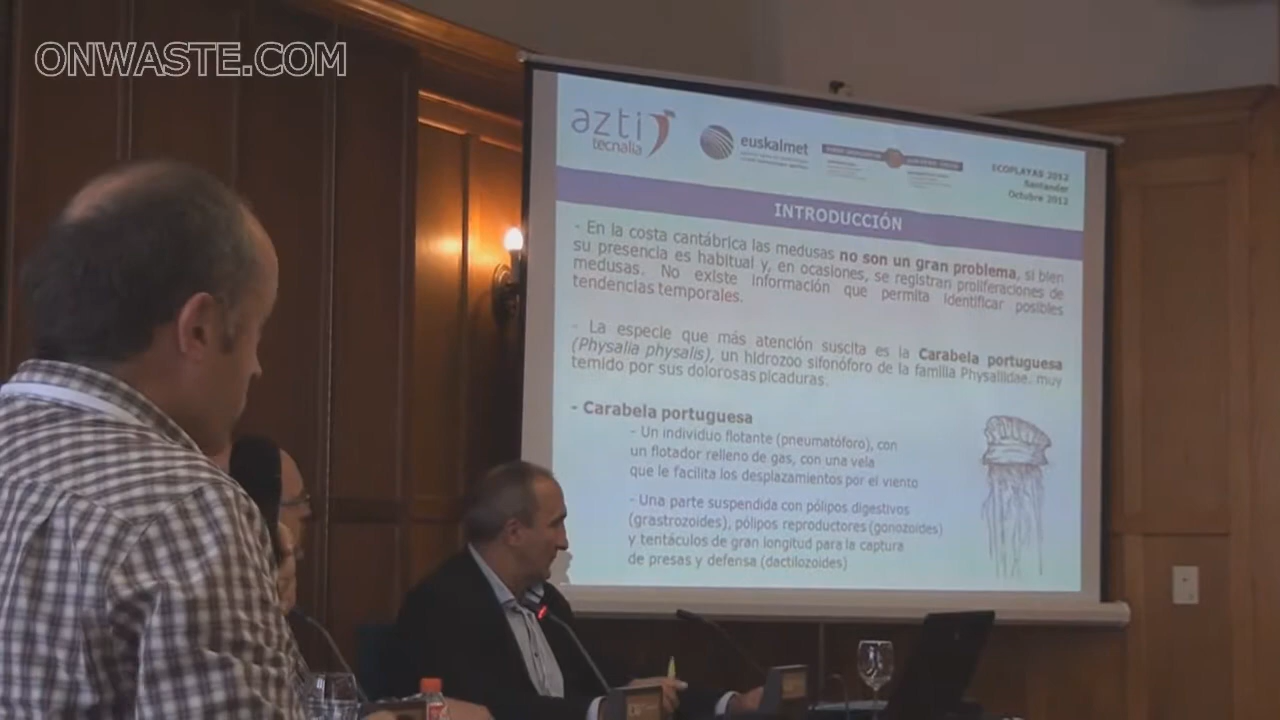 ONWASTE.COM
azti
tecnalia
euskalmet
ECOPLAYAS 2012
Santander
Octubre 2012
INTRODUCCIÓN
- En la costa cantábrica las medusas no son un gran problema, si bien
su presencia es habitual y, en ocasiones, se registran proliferaciones de
medusas. No existe información que permita identificar posibles
tendencias temporales.
- La especie que más atención suscita es la Carabela portuguesa
(Physalia physalis), un hidrozoo sifonóforo de la familia Physaliidae, muy
temido por sus dolorosas picaduras.
- Carabela portuguesa
- Un individuo flotante (pneumatóforo), con
un flotador relleno de gas, con una vela
que le facilita los desplazamientos por el viento
- Una parte suspendida con pólipos digestivos
(grastrozoides), pólipos reproductores (gonozoides)
y tentáculos de gran longitud para la captura
de presas y defensa (dactilozoides)